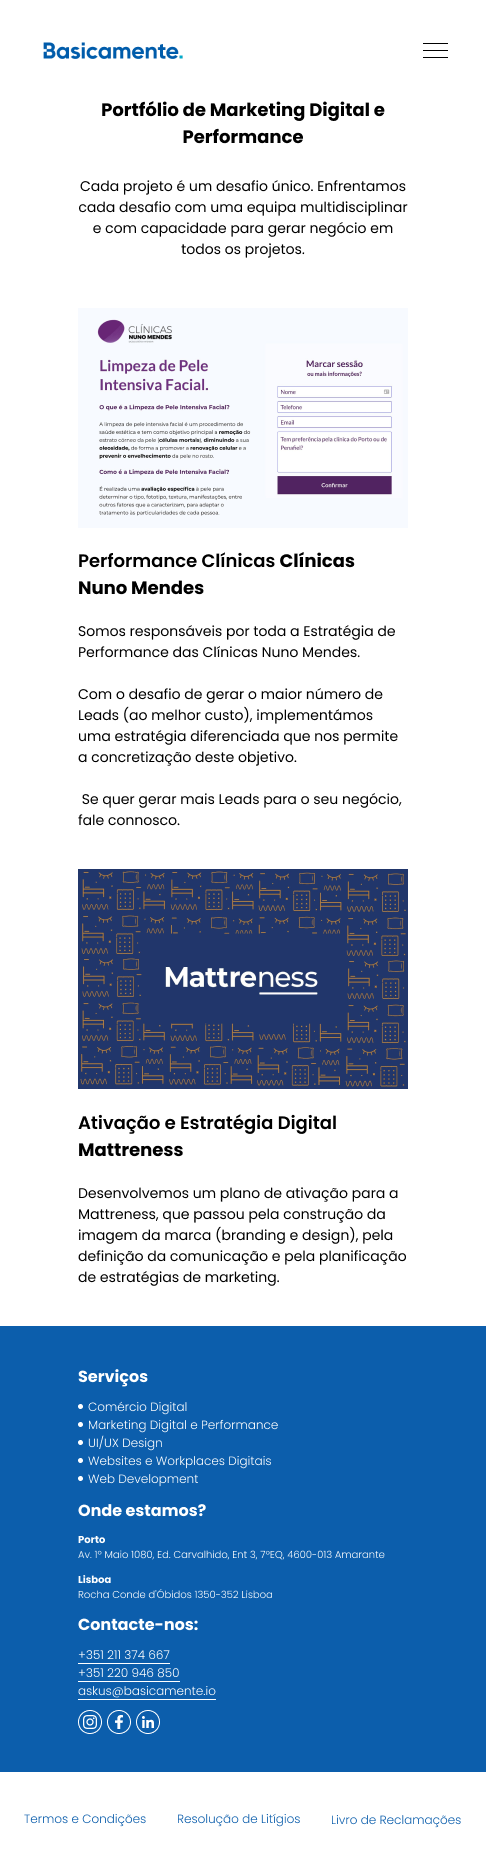 Basicamente.
Portfólio de Marketing Digital e
Performance
Cada projeto é um desafio único. Enfrentamos
cada desafio com uma equipa multidisciplinar
e com capacidade para gerar negócio em
todos os projetos.
CLÍNICAS
NUNO MENDES
Limpeza de Pele
Intensiva Facial.
O que é a Limpeza de Pele Intensiva Facial?
A limpeza de pele intensiva facial é um procedimento de
saúde estética e tem como objetivo principal a remoção do
estrato córneo da pele (células mortais), diminuindo a sua
oleosidade, de forma a promover a renovação celular e a
prevenir o envelhecimento da pele no rosto.
Como é a Limpeza de Pele Intensiva Facial?
É realizada uma avaliação específica à pele para
determinar o tipo, fototipo, textura, manifestações, entre
outros fatores que a caracterizam, para adaptar o
tratamento às particularidades de cada pessoa.
Marcar sessão
ou mais informações?
Nome
Telefone
Email
Tem preferência pela clínica do Porto ou de
Penafiel?
Confirmar
Performance Clínicas Clínicas
Nuno Mendes
Somos responsáveis por toda a Estratégia de
Performance das Clínicas Nuno Mendes.
Com o desafio de gerar o maior número de
Leads (ao melhor custo), implementámos
uma estratégia diferenciada que nos permite
a concretização deste objetivo.
Se quer gerar mais Leads para o seu negócio,
fale connosco.
Mattreness
Ativação e Estratégia Digital
Mattreness
Desenvolvemos um plano de ativação para a
Mattreness, que passou pela construção da
imagem da marca (branding e design), pela
definição da comunicação e pela planificação
de estratégias de marketing.
Serviços
Comércio Digital
Marketing Digital e Performance
UI/UX Design
Websites e Workplaces Digitais
Web Development
Onde estamos?
Porto
Av. 1º Maio 1080, Ed. Carvalhido, Ent 3, 7ºEQ, 4600-013 Amarante
Lisboa
Rocha Conde d'Óbidos 1350-352 Lisboa
Contacte-nos:
+351 211 374 667
+351 220 946 850
askus@basicamente.io
Termos e Condições
Resolução de Litígios
Livro de Reclamações